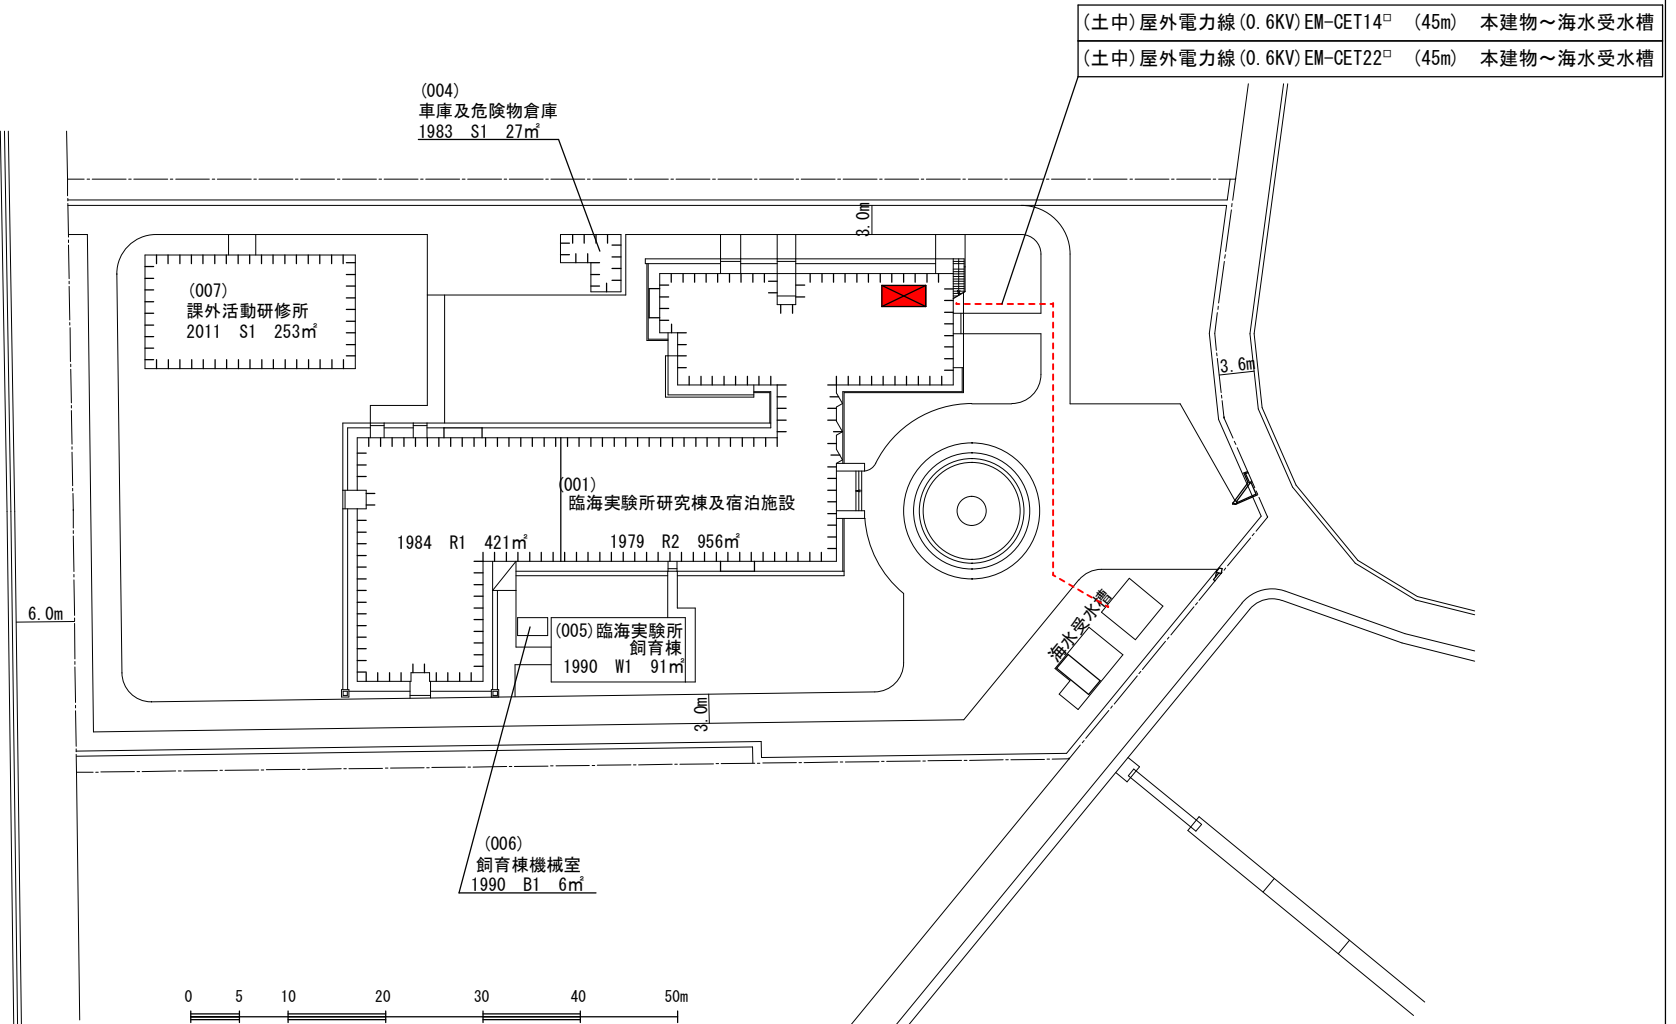 (土中)屋外電力線(0.6KV)EM-CET14□ (45m) 本建物～海水受水槽
(土中)屋外電力線(0.6KV)EM-CET22□ (45m) 本建物～海水受水槽
(004)
車庫及危険物倉庫
1983 S1 27㎡
3.0m
(007)
課外活動研修所
2011 S1 253㎡
3.6m
(001)
臨海実験所研究棟及宿泊施設
1984 R1 421㎡
1979 R2 956㎡
6.0m
海水受水槽
(005)臨海実験所
飼育棟
1990 W1 91㎡
3.0m
(006)
飼育棟機械室
1990 B1 6㎡
0 5 10 20 30 40 50m